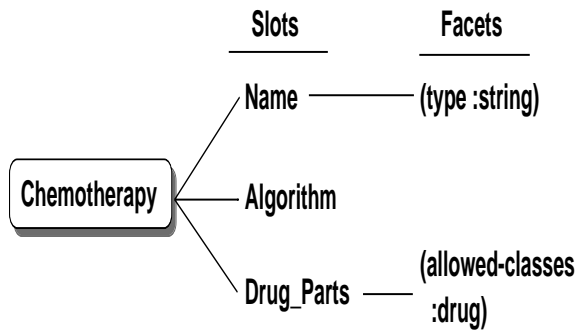 Slots Facets
Name (type :string)
Chemotherapy
Algorithm
Drug_Parts (allowed-classes
:drug)